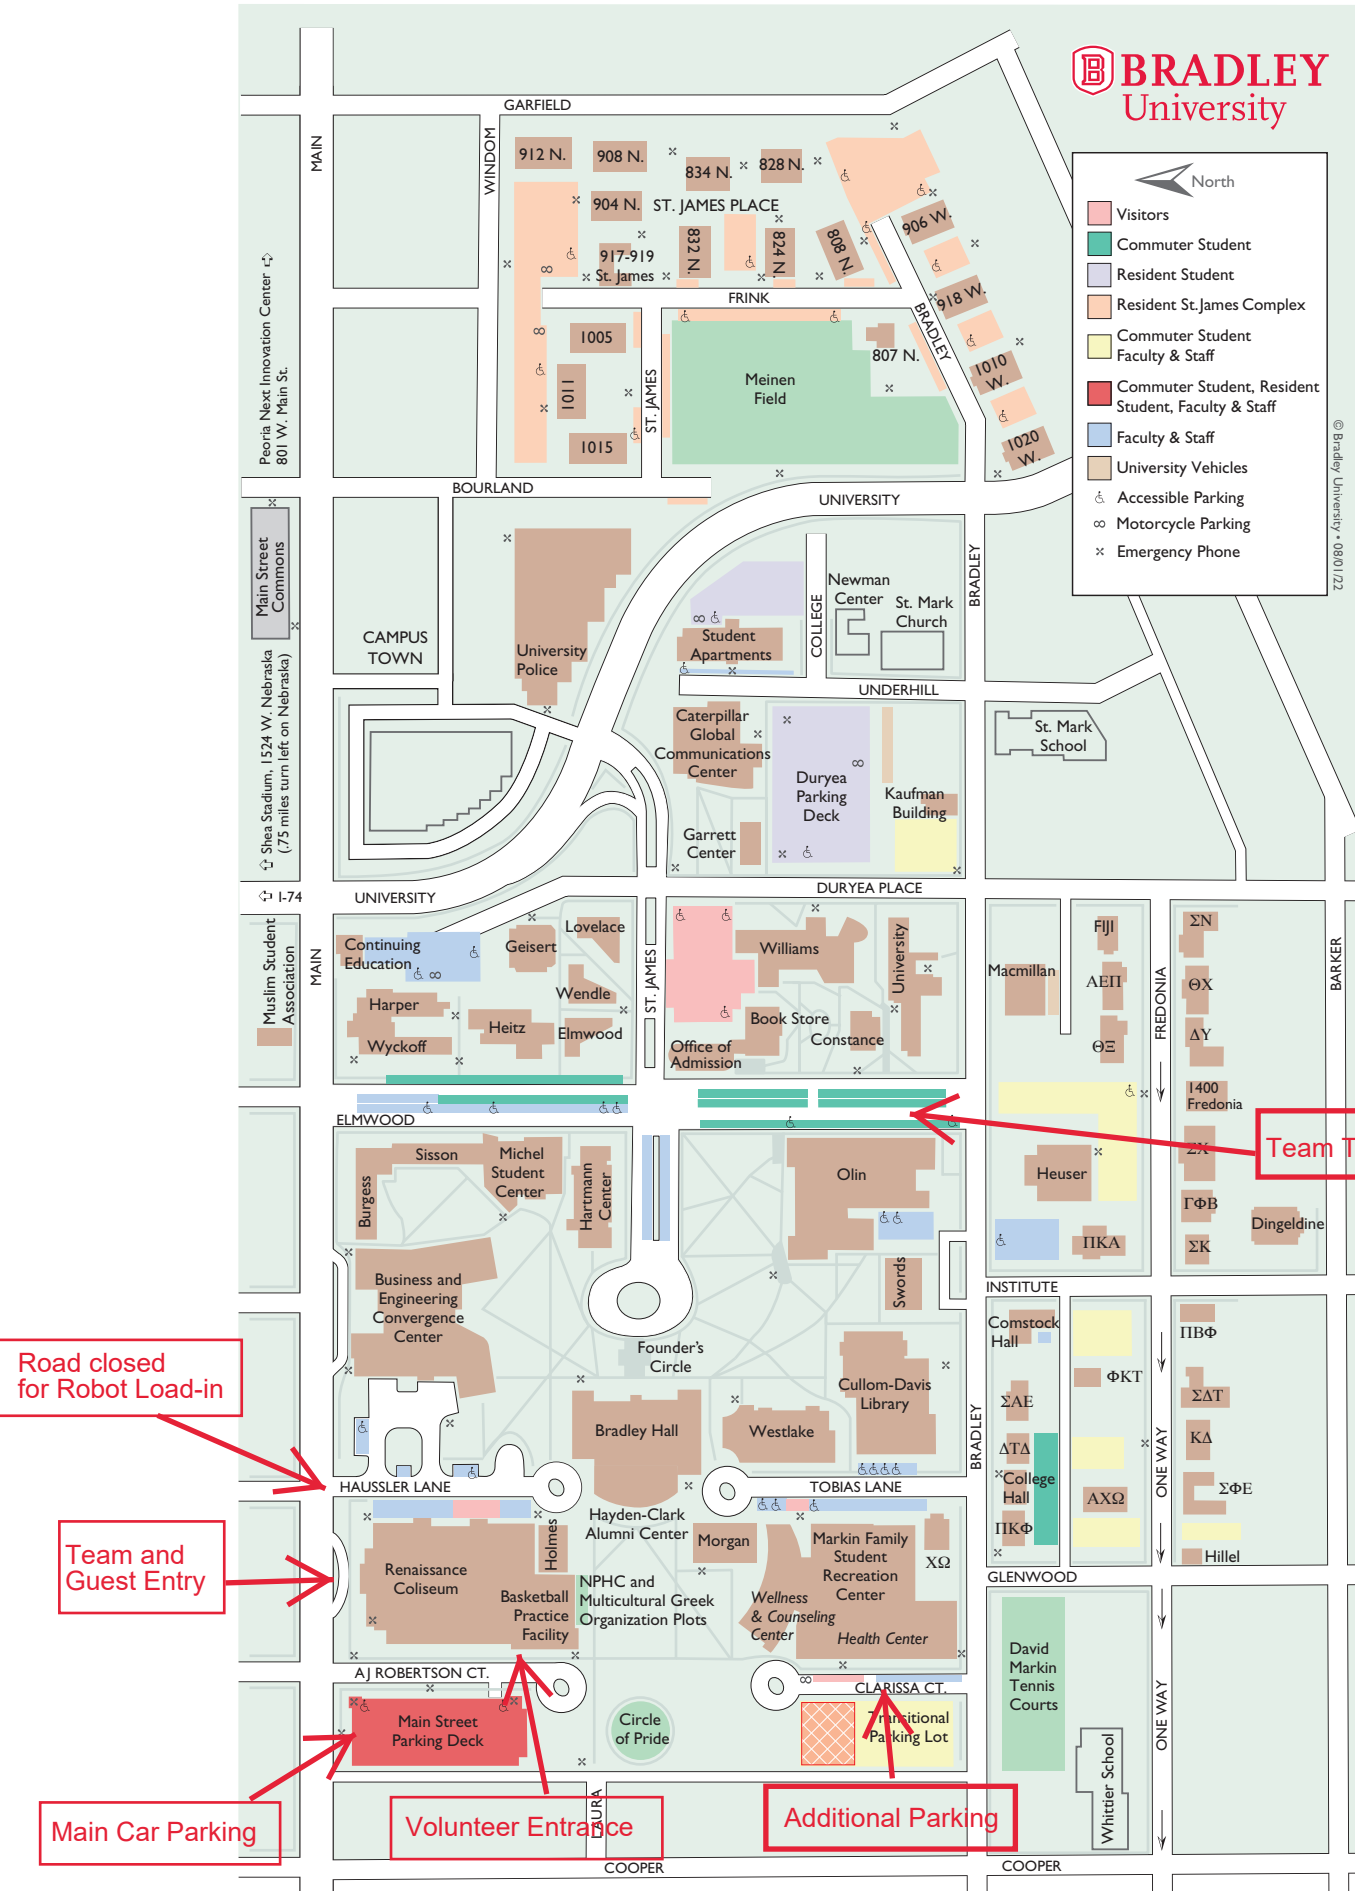 BRADLEY
University
North
Visitors
Commuter Student
Resident Student
Resident St.James Complex
Commuter Student
Faculty & Staff
Commuter Student, Resident
Student, Faculty & Staff
Faculty & Staff
University Vehicles
Accessible Parking
Motorcycle Parking
Emergency Phone
© Bradley University • 08/01/22
GARFIELD
MAIN
WINDOM
912 N.
908 N.
834 N.
828 N.
904 N.
ST. JAMES PLACE
917-919
St. James
832 N.
824 N.
808 N.
906 W.
918 W.
FRINK
BRADLEY
1005
1011
1015
ST. JAMES
Meinen
Field
807 N.
1010
W.
1020
W.
Peoria Next Innovation Center
801 W. Main St.
BOURLAND
UNIVERSITY
Main Street
Commons
CAMPUS
TOWN
University
Police
Student
Apartments
COLLEGE
Newman
Center
St. Mark
Church
BRADLEY
UNDERHILL
St. Mark
School
Shea Stadium, 1524 W. Nebraska
(.75 miles turn left on Nebraska)
Caterpillar
Global
Communications
Center
Duryea
Parking
Deck
Kaufman
Building
Garrett
Center
I-74
UNIVERSITY
DURYEA PLACE
Muslim Student
Association
MAIN
Continuing
Education
Geisert
Lovelace
Wendle
Harper
Heitz
Elmwood
Wyckoff
ST. JAMES
Williams
University
Book Store
Constance
Office of
Admission
Macmillan
FIJI
ΑΕΠ
ΘΞ
FREDONIA
ΣΝ
ΘΧ
ΔΥ
1400
Fredonia
BARKER
ELMWOOD
Team T
Sisson
Michel
Student
Center
Burgess
Hartmann
Center
Olin
Heuser
ΣΧ
ΓΦΒ
Dingeldine
ΠΚΑ
ΣΚ
Business and
Engineering
Convergence
Center
Swords
INSTITUTE
Founder's
Circle
Comstock
Hall
ΠΒΦ
Road closed
for Robot Load-in
Cullom-Davis
Library
ΦΚΤ
ΣΑΕ
ΣΔΤ
Bradley Hall
Westlake
BRADLEY
ΔΤΔ
ONE WAY
ΚΔ
HAUSSLER LANE
TOBIAS LANE
College
Hall
ΑΧΩ
ΣΦΕ
Hayden-Clark
Alumni Center
ΠΚΦ
Team and
Guest Entry
Renaissance
Coliseum
Holmes
Morgan
Markin Family
Student
Recreation
Center
ΧΩ
Hillel
GLENWOOD
Basketball
Practice
Facility
NPHC and
Multicultural Greek
Organization Plots
Wellness
& Counseling
Center
Health Center
David
Markin
Tennis
Courts
AJ ROBERTSON CT.
CLARISSA CT.
ONE WAY
Main Street
Parking Deck
Circle
of Pride
Transitional
Parking Lot
Whittier School
Main Car Parking
Volunteer Entrance
LAURA
Additional Parking
COOPER
COOPER